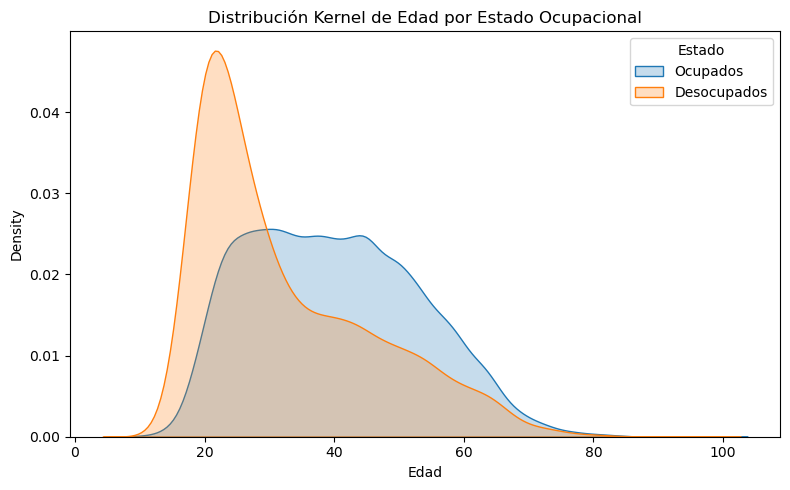 Distribución Kernel de Edad por Estado Ocupacional
Estado
Ocupados
Desocupados
Density
0.04
0.03
0.02
0.01
0.00
0 20 40 60 80 100
Edad